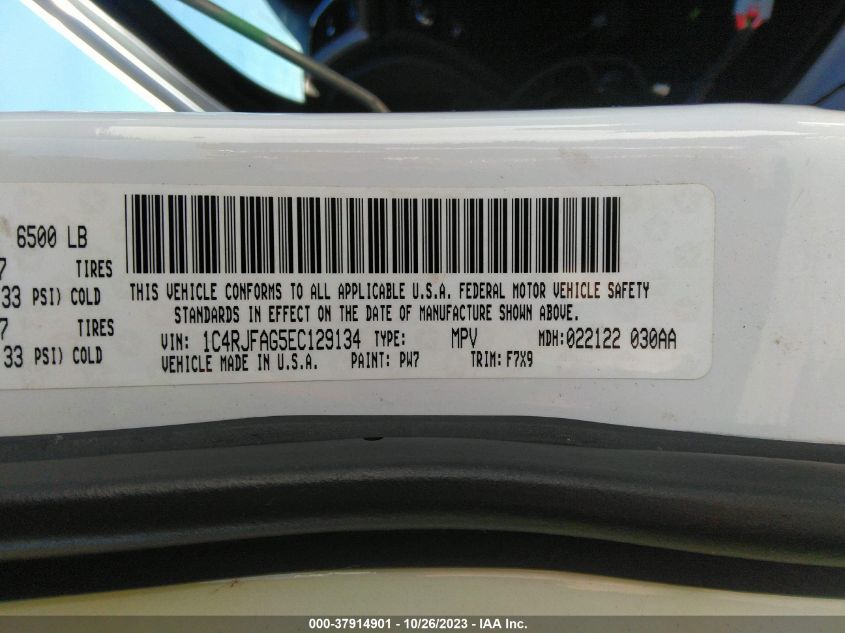 6500 LB
7 TIRES
33 PSI) COLD
7 TIRES
33 PSI) COLD
THIS VEHICLE CONFORMS TO ALL APPLICABLE U.S.A. FEDERAL MOTOR VEHICLE SAFETY
STANDARDS IN EFFECT ON THE DATE OF MANUFACTURE SHOWN ABOVE.
VIN: 1C4RJFAG5EC129134 TYPE: MPV MDH:022122 030AA
VEHICLE MADE IN U.S.A. PAINT: PW7 TRIM: F7X9
000-37914901 - 10/26/2023 - IAA Inc.